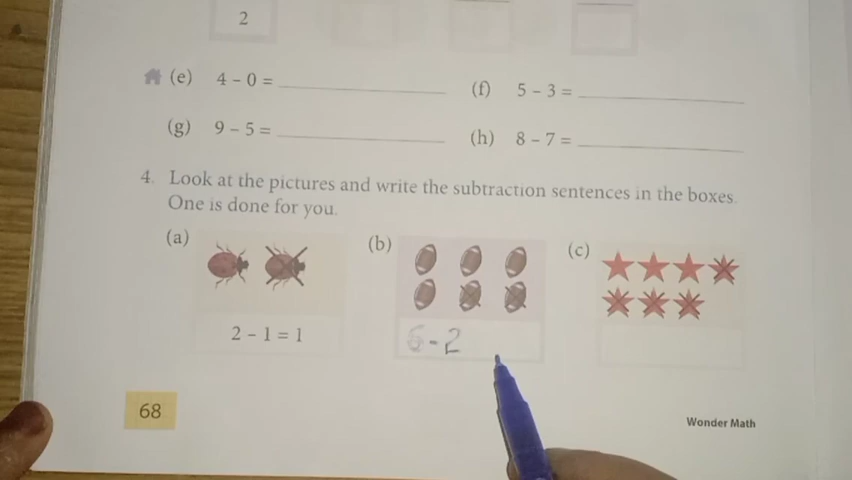 2
(e) 4 – 0 = (f) 5 – 3 =
(g) 9 – 5 = (h) 8 – 7 =
4. Look at the pictures and write the subtraction sentences in the boxes.
One is done for you.
(a) (b) (c)
2 – 1 = 1 6-2
68 Wonder Math